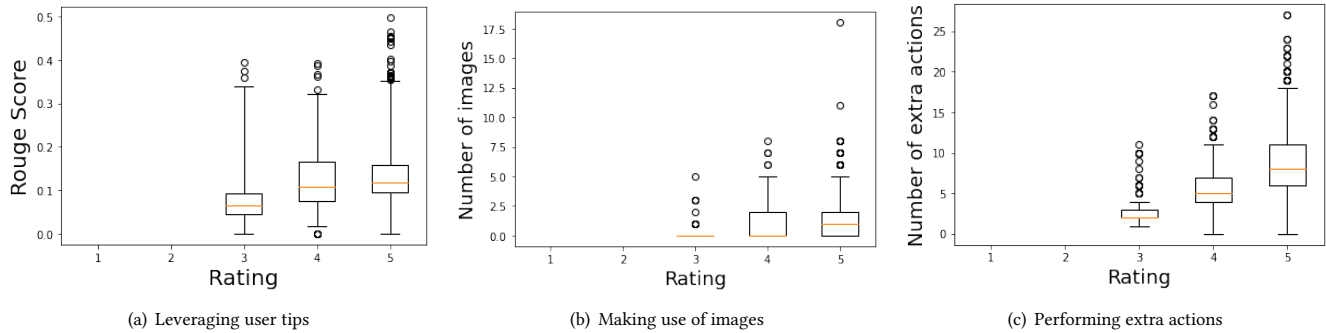 Rouge Score
0.5
0.4
0.3
0.2
0.1
0.0
1 2 3 4 5
Rating
(a) Leveraging user tips
Number of images
17.5
15.0
12.5
10.0
7.5
5.0
2.5
0.0
1 2 3 4 5
Rating
(b) Making use of images
Number of extra actions
25
20
15
10
5
0
1 2 3 4 5
Rating
(c) Performing extra actions